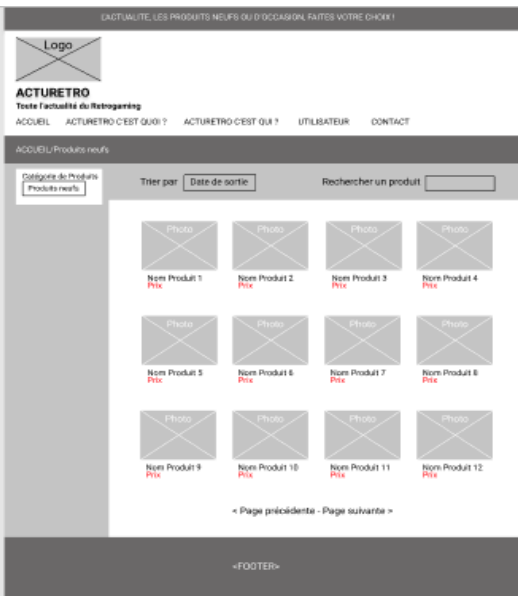 L'ACTUALITE, LES PRODUITS NEUFS OU D'OCCASION, FAITES VOTRE CHOIX !
Logo
ACTURETRO
Toute l'actualité du Retrogaming
ACCUEIL ACTURETRO C'EST QUOI ? ACTURETRO C'EST QUI ? UTILISATEUR CONTACT
ACCUEIL/Produits neufs
Catégorie de Produits
Produits neufs
Trier par Date de sortie Rechercher un produit
Photo Photo Photo Photo
Nom Produit 1 Nom Produit 2 Nom Produit 3 Nom Produit 4
Prix Prix Prix Prix
Photo Photo Photo Photo
Nom Produit 5 Nom Produit 6 Nom Produit 7 Nom Produit 8
Prix Prix Prix Prix
Photo Photo Photo Photo
Nom Produit 9 Nom Produit 10 Nom Produit 11 Nom Produit 12
Prix Prix Prix Prix
< Page précédente - Page suivante >
<FOOTER>